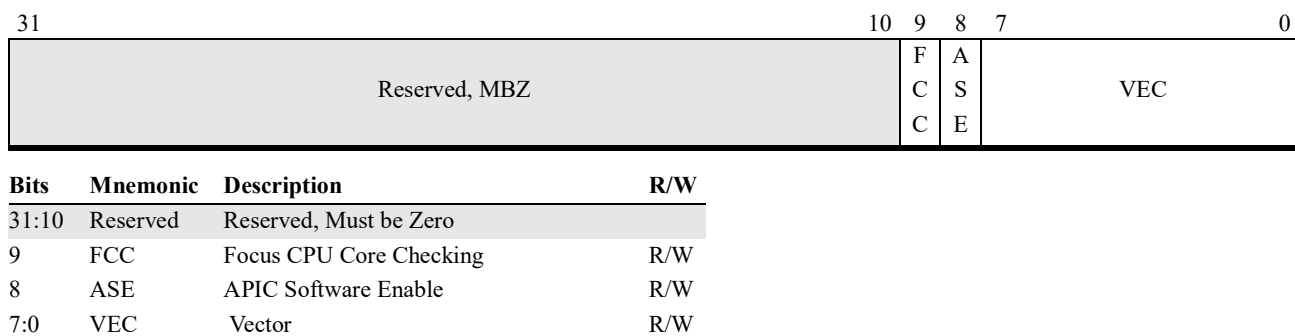 31 10 9 8 7 0
Reserved, MBZ F C C A S E VEC
Bits Mnemonic Description R/W
31:10 Reserved Reserved, Must be Zero
9 FCC Focus CPU Core Checking R/W
8 ASE APIC Software Enable R/W
7:0 VEC Vector R/W